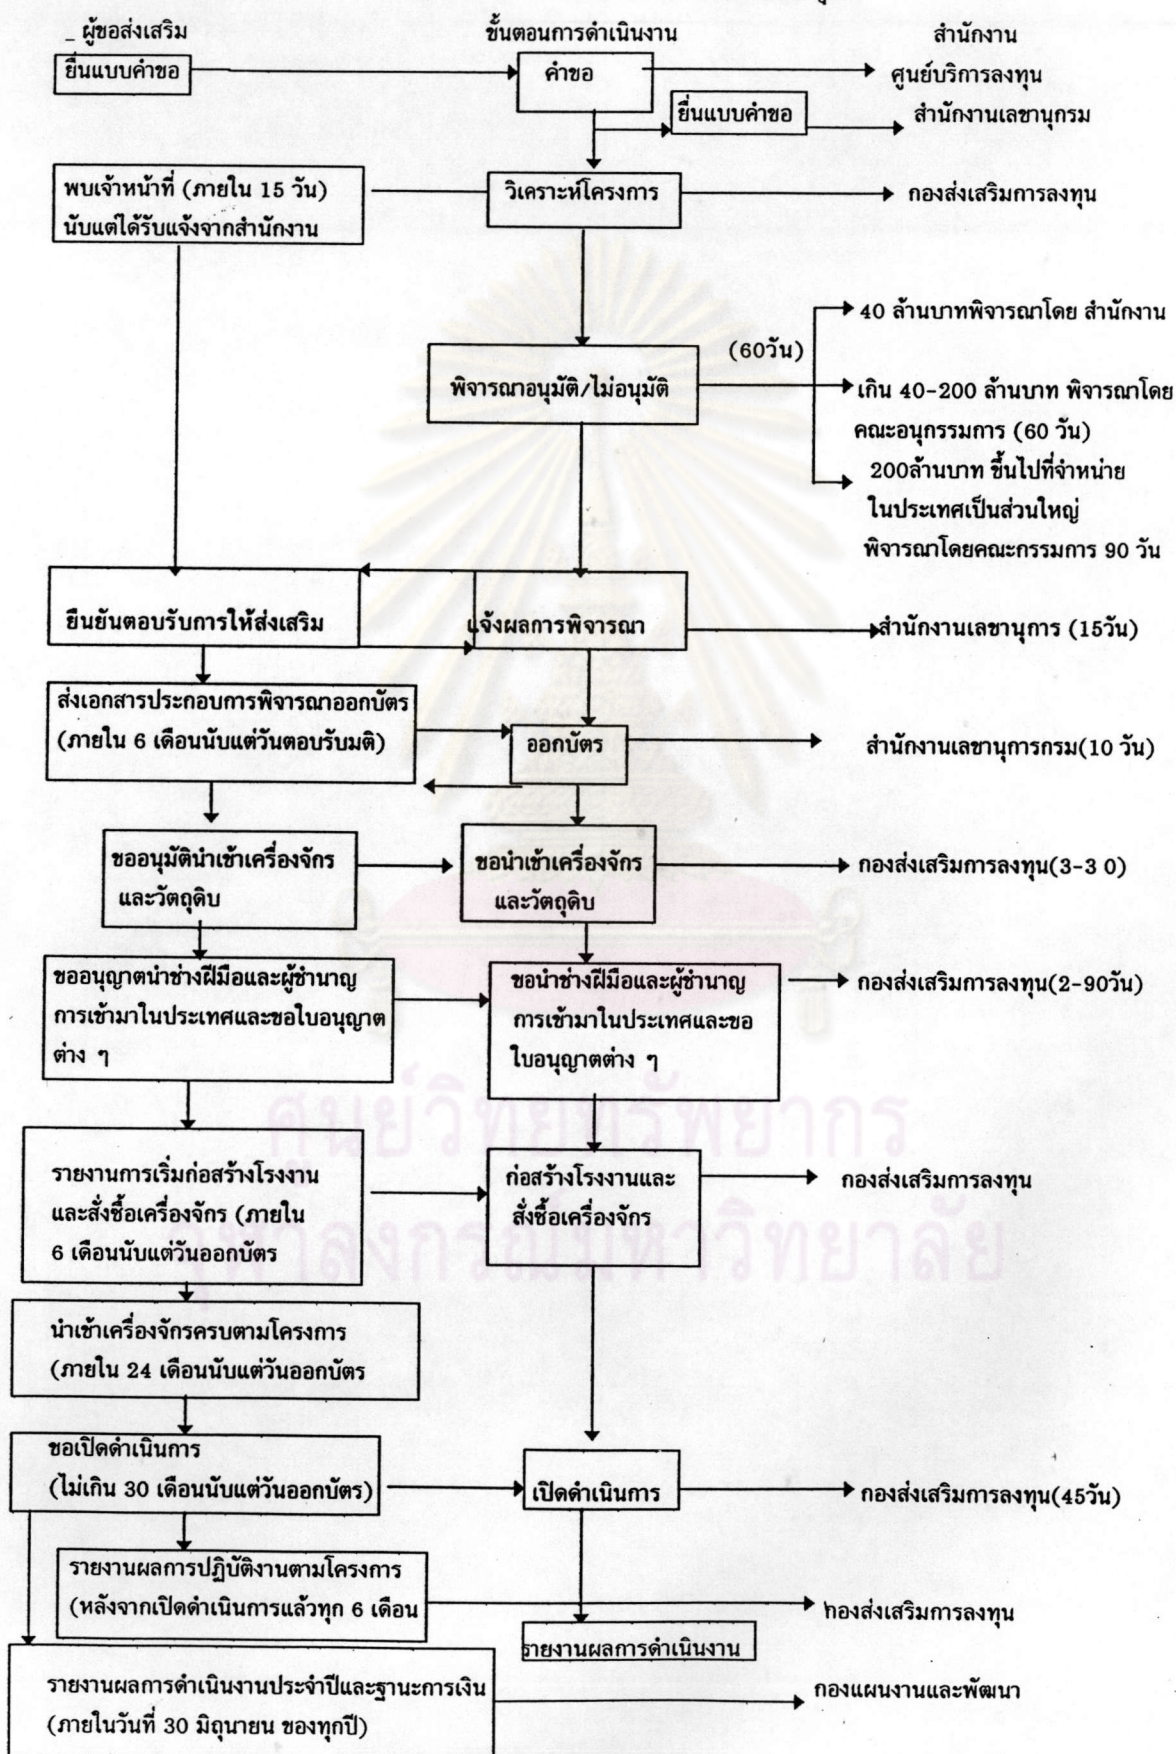 ผู้ขอส่งเสริม
ขั้นตอนการดำเนินงาน
สำนักงาน
ยื่นแบบคำขอ
คำขอ
ศูนย์บริการลงทุน
ยื่นแบบคำขอ
สำนักงานเลขานุกรม
พบเจ้าหน้าที่ (ภายใน 15 วัน)
นับแต่ได้รับแจ้งจากสำนักงาน
วิเคราะห์โครงการ
กองส่งเสริมการลงทุน
พิจารณาอนุมัติ/ไม่อนุมัติ
(60วัน)
40 ล้านบาทพิจารณาโดย สำนักงาน
เกิน 40-200 ล้านบาท พิจารณาโดย
คณะอนุกรรมการ (60 วัน)
200ล้านบาท ขึ้นไปที่จำหน่าย
ในประเทศเป็นส่วนใหญ่
พิจารณาโดยคณะกรรมการ 90 วัน
ยืนยันตอบรับการให้ส่งเสริม
แจ้งผลการพิจารณา
สำนักงานเลขานุการ (15วัน)
ส่งเอกสารประกอบการพิจารณาออกบัตร
(ภายใน 6 เดือนนับแต่วันตอบรับมติ)
ออกบัตร
สำนักงานเลขานุการกรม(10 วัน)
ขออนุมัตินำเข้าเครื่องจักร
และวัตถุดิบ
ขอนำเข้าเครื่องจักร
และวัตถุดิบ
กองส่งเสริมการลงทุน(3-3 0)
ขออนุญาตนำช่างฝีมือและผู้ชำนาญ
การเข้ามาในประเทศและขอใบอนุญาต
ต่าง ๆ
ขอนำช่างฝีมือและผู้ชำนาญ
การเข้ามาในประเทศและขอ
ใบอนุญาตต่าง ๆ
กองส่งเสริมการลงทุน(2-90วัน)
รายงานการเริ่มก่อสร้างโรงงาน
และสั่งซื้อเครื่องจักร (ภายใน
6 เดือนนับแต่วันออกบัตร
ก่อสร้างโรงงานและ
สั่งซื้อเครื่องจักร
กองส่งเสริมการลงทุน
นำเข้าเครื่องจักรครบตามโครงการ
(ภายใน 24 เดือนนับแต่วันออกบัตร
ขอเปิดดำเนินการ
(ไม่เกิน 30 เดือนนับแต่วันออกบัตร)
เปิดดำเนินการ
กองส่งเสริมการลงทุน(45วัน)
รายงานผลการปฏิบัติงานตามโครงการ
(หลังจากเปิดดำเนินการแล้วทุก 6 เดือน
กองส่งเสริมการลงทุน
รายงานผลการดำเนินงาน
รายงานผลการดำเนินงานประจำปีและฐานะการเงิน
(ภายในวันที่ 30 มิถุนายน ของทุกปี)
กองแผนงานและพัฒนา
ศูนย์วิทยทรัพยากร
จุฬาลงกรณ์มหาวิทยาลัย